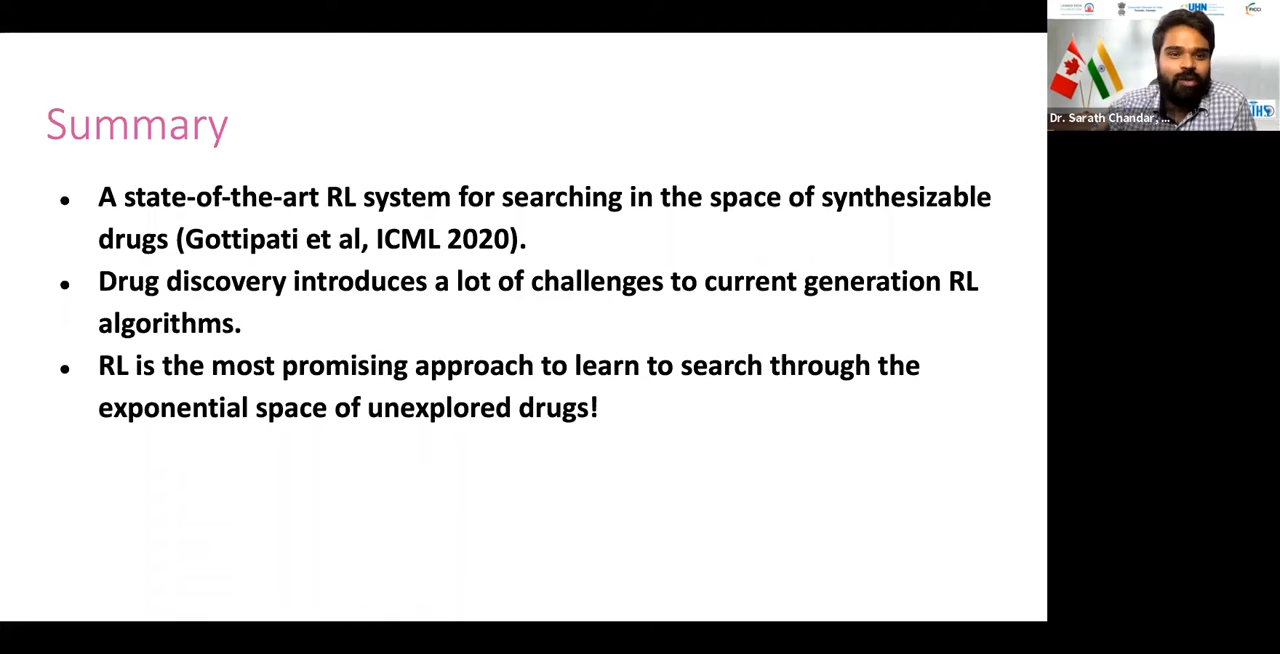 Summary
● A state-of-the-art RL system for searching in the space of synthesizable
drugs (Gottipati et al, ICML 2020).
● Drug discovery introduces a lot of challenges to current generation RL
algorithms.
● RL is the most promising approach to learn to search through the
exponential space of unexplored drugs!
UHN
FICCI
Dr. Sarath Chandar, ...